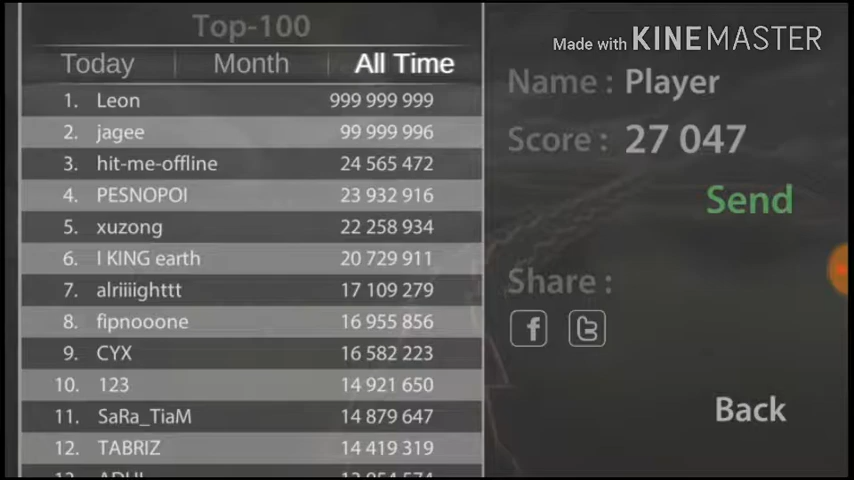 Top-100
Made with KINEMASTER
Today Month All Time
Name : Player
1. Leon 999 999 999
2. jagee 99 999 996
Score : 27 047
3. hit-me-offline 24 565 472
4. PESNOPOI 23 932 916
Send
5. xuzong 22 258 934
6. I KING earth 20 729 911
Share :
7. alriiiighttt 17 109 279
8. fipnooone 16 955 856
9. CYX 16 582 223
10. 123 14 921 650
11. SaRa_TiaM 14 879 647
Back
12. TABRIZ 14 419 319